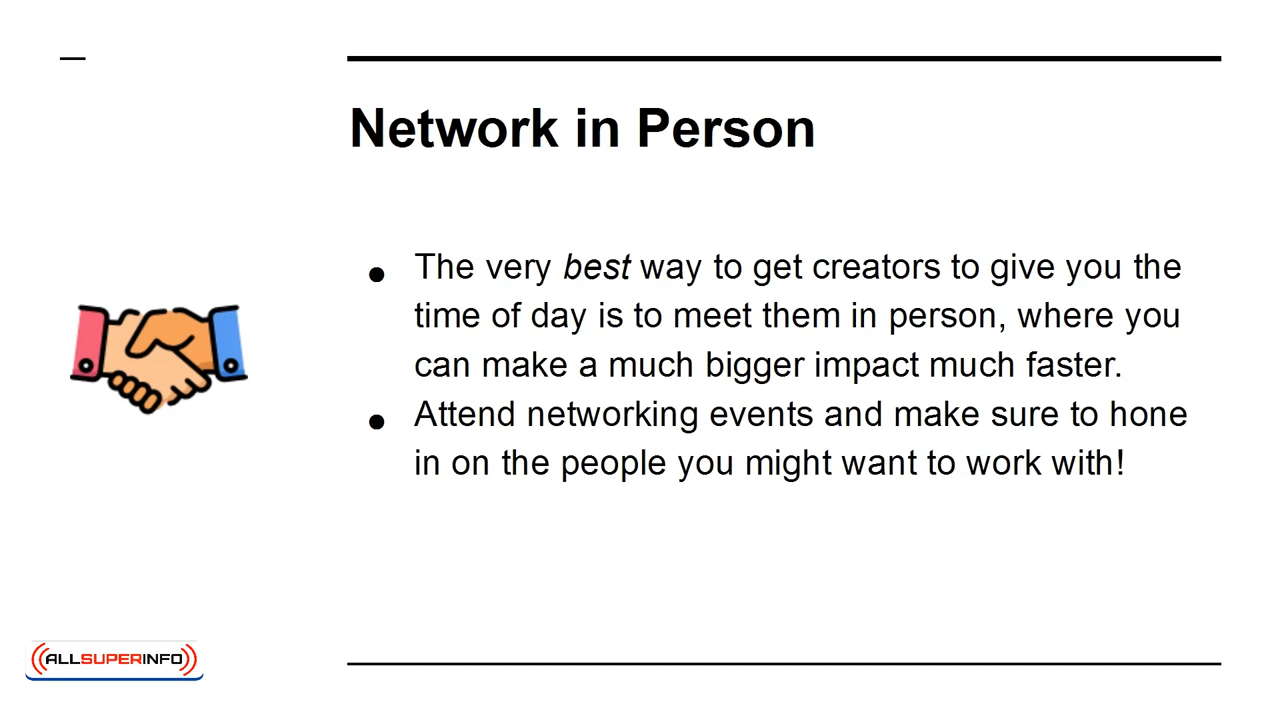 Network in Person
● The very best way to get creators to give you the
time of day is to meet them in person, where you
can make a much bigger impact much faster.
● Attend networking events and make sure to hone
in on the people you might want to work with!
ALLSUPERINFO